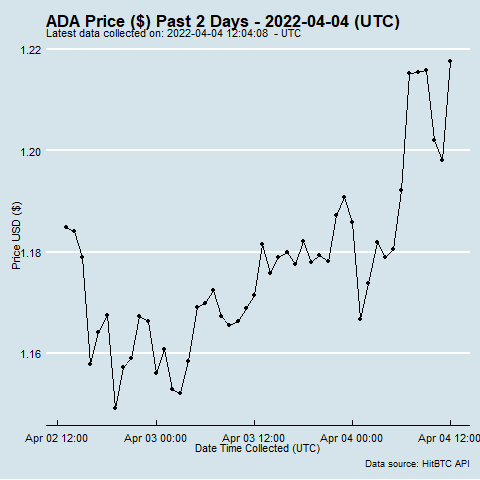 ADA Price ($) Past 2 Days - 2022-04-04 (UTC)
Latest data collected on: 2022-04-04 12:04:08  - UTC
1.22
1.20
1.18
1.16
Price USD ($)
Apr 02 12:00
Apr 03 00:00
Apr 03 12:00
Apr 04 00:00
Apr 04 12:00
Date Time Collected (UTC)
Data source: HitBTC API